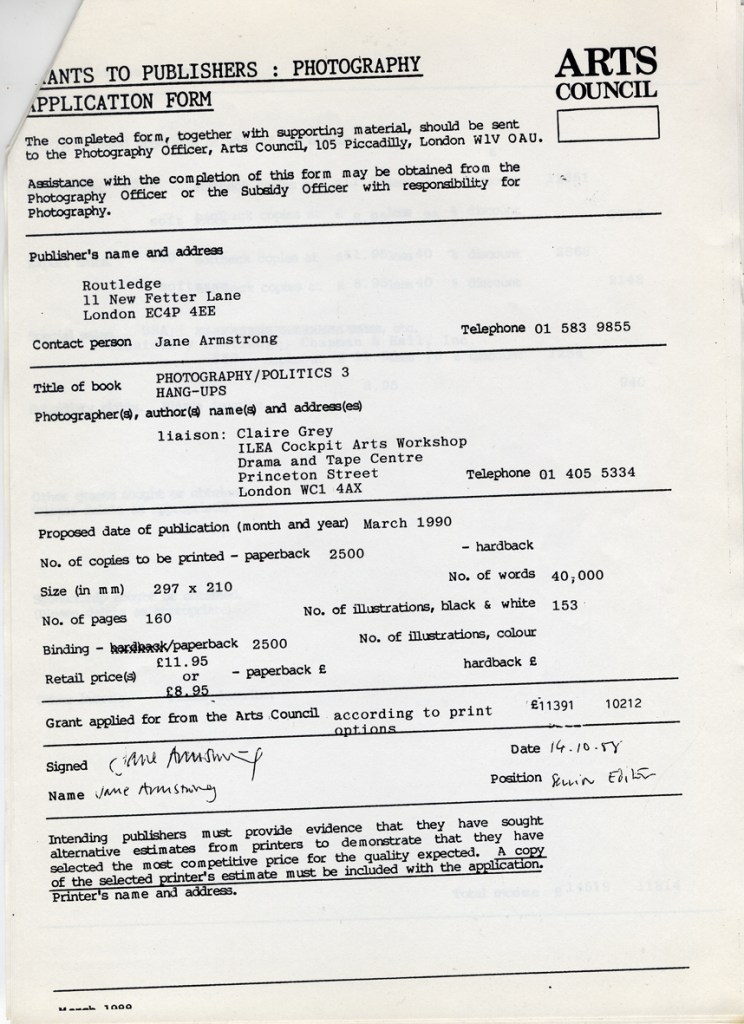 ANTS TO PUBLISHERS : PHOTOGRAPHY
APPLICATION FORM
ARTS
COUNCIL
The completed form, together with supporting material, should be sent
to the Photography Officer, Arts Council, 105 Piccadilly, London W1V OAU.
Assistance with the completion of this form may be obtained from the
Photography Officer or the Subsidy Officer with responsibility for
Photography.
Publisher's name and address
Routledge
11 New Fetter Lane
London EC4P 4EE
Contact person Jane Armstrong Telephone 01 583 9855
Title of book PHOTOGRAPHY/POLITICS 3
HANG-UPS
Photographer(s), author(s) name(s) and address(es)
liaison: Claire Grey
ILEA Cockpit Arts Workshop
Drama and Tape Centre
Princeton Street Telephone 01 405 5334
London WC1 4AX
Proposed date of publication (month and year) March 1990
No. of copies to be printed - paperback 2500 - hardback
Size (in mm) 297 x 210 No. of words 40,000
No. of pages 160 No. of illustrations, black & white 153
Binding - hardback/paperback 2500 No. of illustrations, colour
£11.95
Retail price(s) or - paperback £ hardback £
£8.95
Grant applied for from the Arts Council according to print £11391 10212
options
Signed Jane Armstrong Date 14.10.88
Name Jane Armstrong Position Senior Editor
Intending publishers must provide evidence that they have sought
alternative estimates from printers to demonstrate that they have
selected the most competitive price for the quality expected. A copy
of the selected printer's estimate must be included with the application.
Printer's name and address.